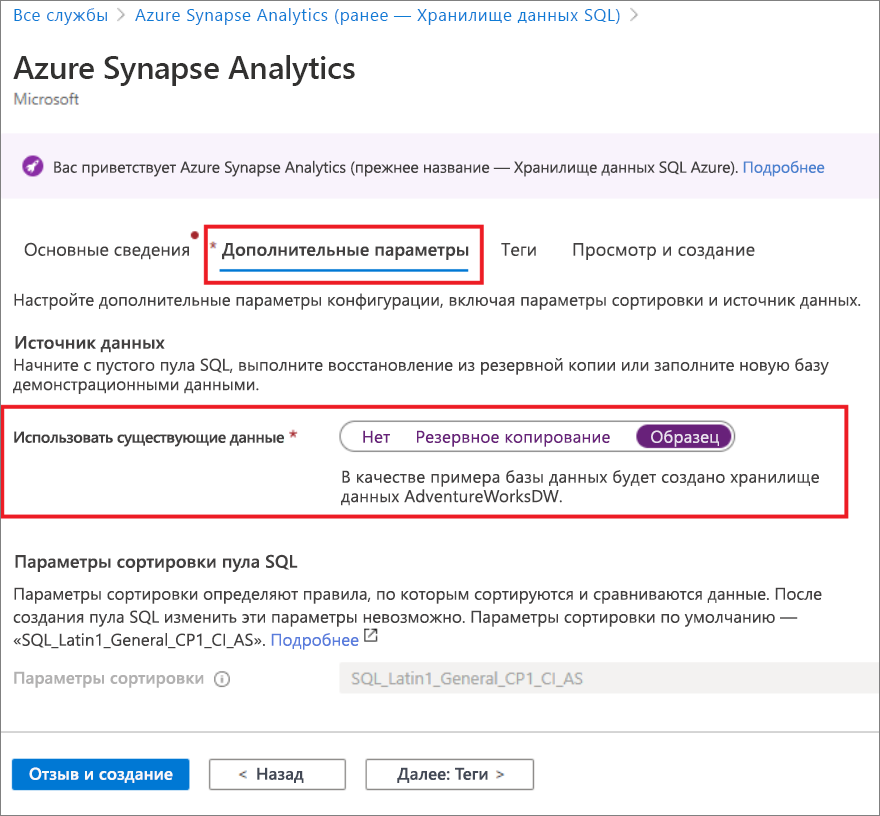 Все службы > Azure Synapse Analytics (ранее — Хранилище данных SQL) >
Azure Synapse Analytics
Microsoft
Вас приветствует Azure Synapse Analytics (прежнее название — Хранилище данных SQL Azure). Подробнее
Основные сведения * Дополнительные параметры Теги Просмотр и создание
Настройте дополнительные параметры конфигурации, включая параметры сортировки и источник данных.
Источник данных
Начните с пустого пула SQL, выполните восстановление из резервной копии или заполните новую базу
демонстрационными данными.
Использовать существующие данные * Нет Резервное копирование Образец
В качестве примера базы данных будет создано хранилище
данных AdventureWorksDW.
Параметры сортировки пула SQL
Параметры сортировки определяют правила, по которым сортируются и сравниваются данные. После
создания пула SQL изменить эти параметры невозможно. Параметры сортировки по умолчанию —
«SQL_Latin1_General_CP1_CI_AS». Подробнее
Параметры сортировки SQL_Latin1_General_CP1_CI_AS
Отзыв и создание < Назад Далее: Теги >